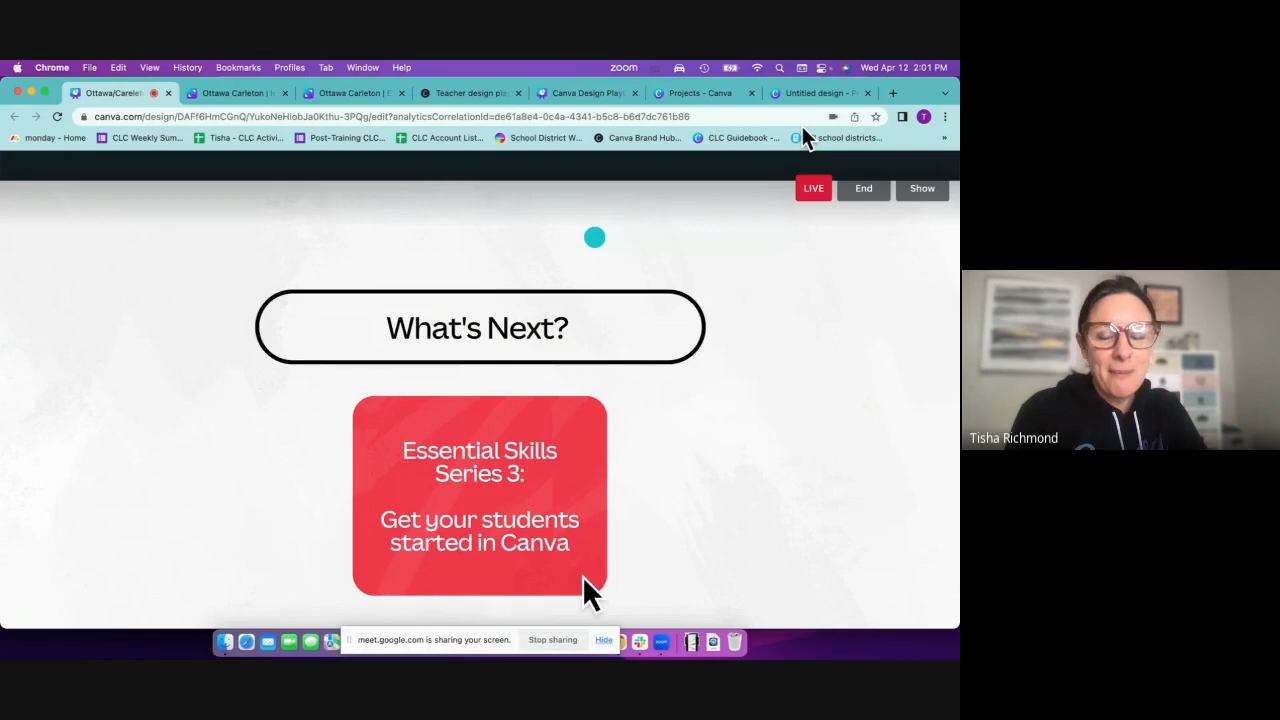 Chrome File Edit View History Bookmarks Profiles Tab Window Help zoom Wed Apr 12 2:01 PM
Ottawa/Carelet Ottawa Carleton | I Ottawa Carleton | E Teacher design pla Canva Design Playl Projects - Canva Untitled design - P
canva.com/design/DAFf6HmCGnQ/YukoNeHiobJa0Kthu-3PQg/edit?analyticsCorrelationId=de61a8e4-0c4a-4341-b5c8-b6d7dc761b86 T
monday - Home CLC Weekly Sum... Tisha - CLC Activi... Post-Training CLC... CLC Account List... School District W... Canva Brand Hub... CLC Guidebook -... school districts... »
LIVE End Show
What's Next?
Essential Skills
Series 3:
Get your students
started in Canva
Tisha Richmond
meet.google.com is sharing your screen. Stop sharing Hide